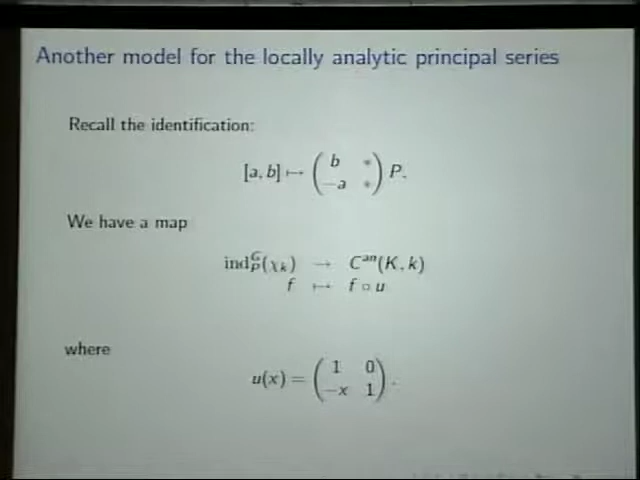 Another model for the locally analytic principal series
Recall the identification:
[a, b] ↦ ( b * ; −a * ) P.
We have a map
ind_P^G(χ_k) → C^an(K, k)
f ↦ f ∘ u
where
u(x) = ( 1 0 ; −x 1 ).